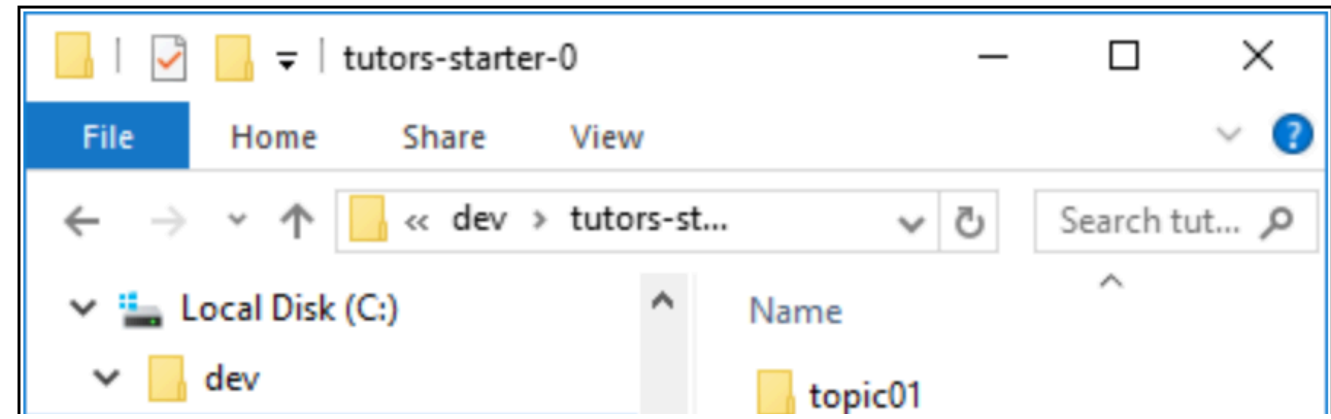 tutors-starter-0
File Home Share View
« dev > tutors-st... Search tut...
Local Disk (C:) Name
dev topic01